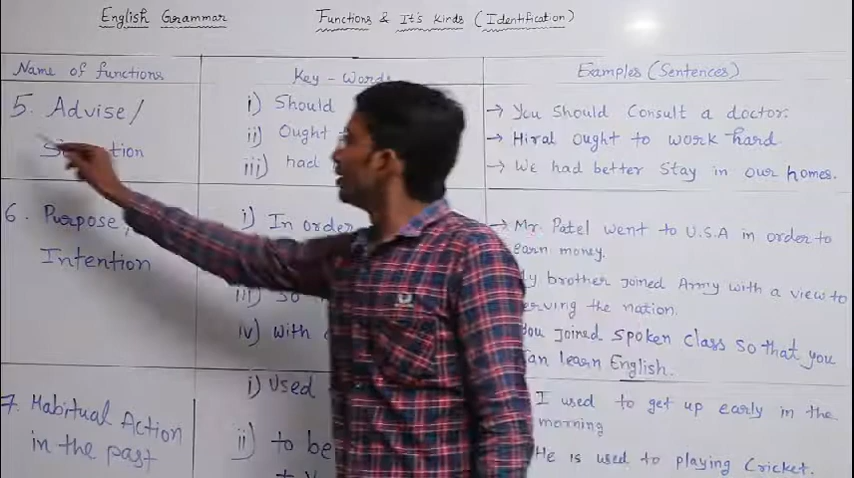 English Grammar
Functions & It's Kinds (Identification)
Name of functions
Key - Words
Examples (Sentences)
5. Advise/
i) Should
ii) Ought
iii) had
→ You Should Consult a doctor.
→ Hiral ought to work hard.
→ We had better Stay in our homes.
6. Purpose,
Intention
i) In order
iii) So
iv) with
→ Mr. Patel went to U.S.A in order to
earn money.
brother joined Army with a view to
the nation.
joined Spoken class so that you
learn English.
7. Habitual Action
in the past
i) Used
ii) to be
I used to get up early in the
morning
He is used to playing Cricket.